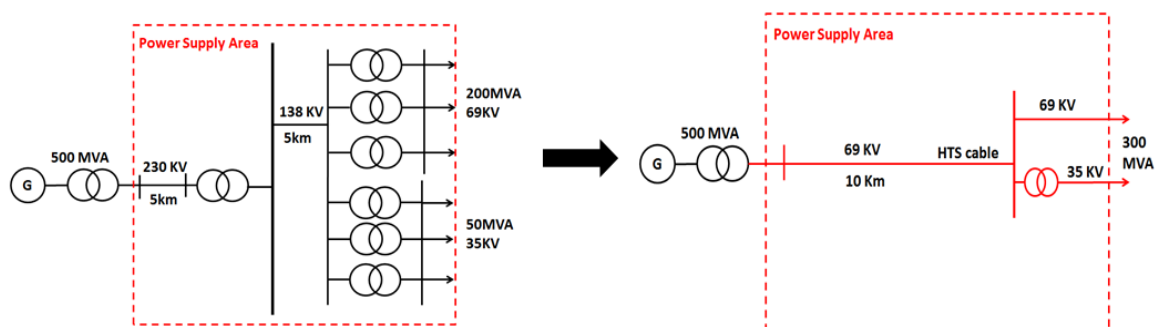 Power Supply Area
138 KV
5km
200MVA
69KV
500 MVA
230 KV
5km
G
50MVA
35KV
Power Supply Area
69 KV
500 MVA
69 KV
HTS cable
300
MVA
G
10 Km
35 KV